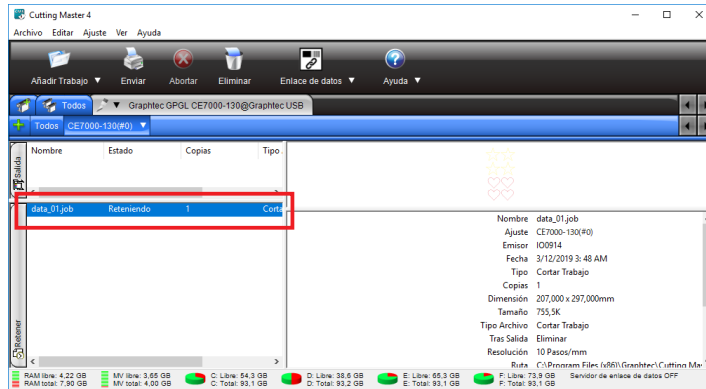 Cutting Master 4
Archivo Editar Ajuste Ver Ayuda
Añadir Trabajo ▼ Enviar Abortar Eliminar Enlace de datos ▼ Ayuda ▼
Todos ▼ Graphtec GPGL CE7000-130@Graphtec USB
Todos CE7000-130(#0) ▼
Salida
Nombre Estado Copias Tipo
Retener
data_01.job Reteniendo 1 Corta
Nombre data_01.job
Ajuste CE7000-130(#0)
Emisor IO0914
Fecha 3/12/2019 3: 48 AM
Tipo Cortar Trabajo
Copias 1
Dimensión 207,000 x 297,000mm
Tamaño 755,5K
Tipo Archivo Cortar Trabajo
Tras Salida Eliminar
Resolución 10 Pasos/mm
Ruta C:\Program Files (x86)\Graphtec\Cutting Mas
RAM libre: 4,22 GB MV libre: 3,65 GB C: Libre: 54,3 GB D: Libre: 38,6 GB E: Libre: 65,3 GB F: Libre: 73,9 GB Servidor de enlace de datos OFF
RAM total: 7,90 GB MV total: 4,00 GB C: Total: 93,1 GB D: Total: 93,2 GB E: Total: 93,1 GB F: Total: 93,1 GB